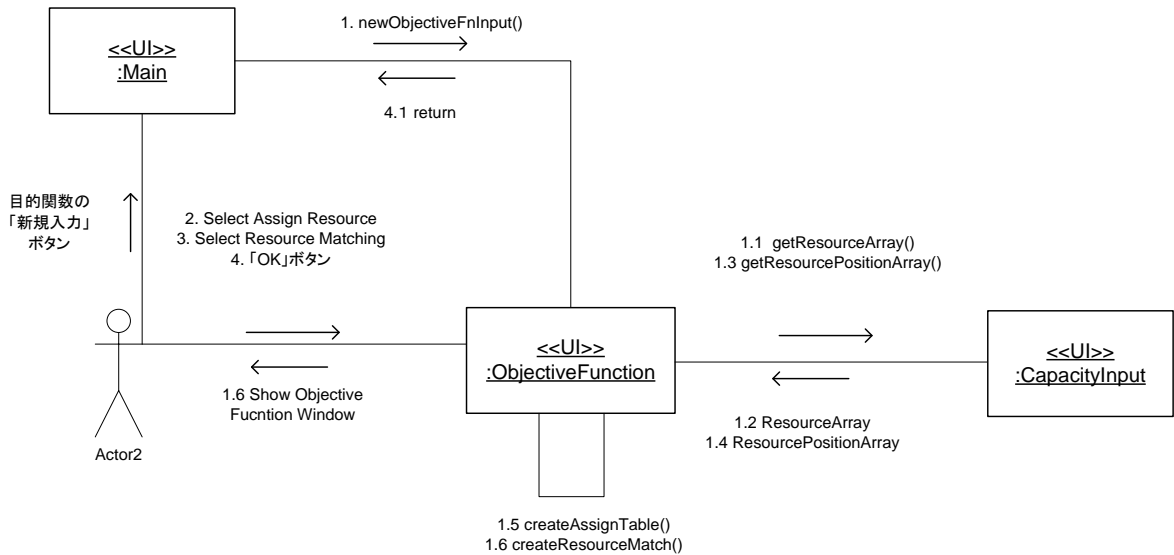 1. newObjectiveFnInput()
<<UI>>
:Main
4.1 return
目的関数の
「新規入力」
ボタン
2. Select Assign Resource
3. Select Resource Matching
4. 「OK」ボタン
1.1 getResourceArray()
1.3 getResourcePositionArray()
<<UI>>
:ObjectiveFunction
<<UI>>
:CapacityInput
1.6 Show Objective
Fucntion Window
1.2 ResourceArray
1.4 ResourcePositionArray
Actor2
1.5 createAssignTable()
1.6 createResourceMatch()